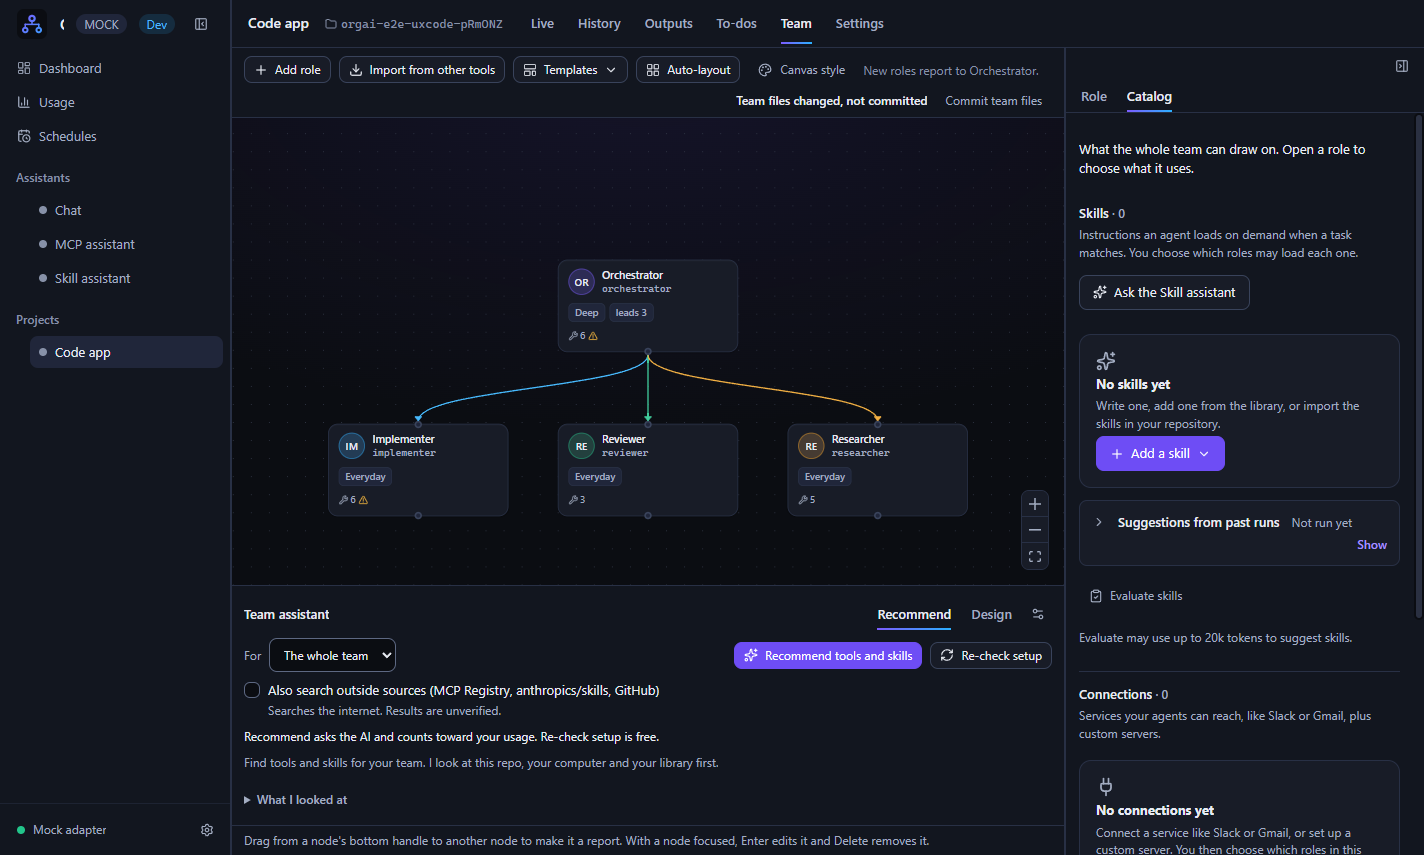 MOCK
Dev
Dashboard
Usage
Schedules
Assistants
Chat
MCP assistant
Skill assistant
Projects
Code app
Mock adapter
Code app
orgai-e2e-uxcode-pRmONZ
Live
History
Outputs
To-dos
Team
Settings
Add role
Import from other tools
Templates
Auto-layout
Canvas style
New roles report to Orchestrator.
Team files changed, not committed
Commit team files
OR
Orchestrator
orchestrator
Deep
leads 3
6
IM
Implementer
implementer
Everyday
6
RE
Reviewer
reviewer
Everyday
3
RE
Researcher
researcher
Everyday
5
Team assistant
Recommend
Design
For
The whole team
Recommend tools and skills
Re-check setup
Also search outside sources (MCP Registry, anthropics/skills, GitHub)
Searches the internet. Results are unverified.
Recommend asks the AI and counts toward your usage. Re-check setup is free.
Find tools and skills for your team. I look at this repo, your computer and your library first.
What I looked at
Drag from a node's bottom handle to another node to make it a report. With a node focused, Enter edits it and Delete removes it.
Role
Catalog
What the whole team can draw on. Open a role to
choose what it uses.
Skills · 0
Instructions an agent loads on demand when a task
matches. You choose which roles may load each one.
Ask the Skill assistant
No skills yet
Write one, add one from the library, or import the
skills in your repository.
Add a skill
Suggestions from past runs
Not run yet
Show
Evaluate skills
Evaluate may use up to 20k tokens to suggest skills.
Connections · 0
Services your agents can reach, like Slack or Gmail, plus
custom servers.
No connections yet
Connect a service like Slack or Gmail, or set up a
custom server. You then choose which roles in this